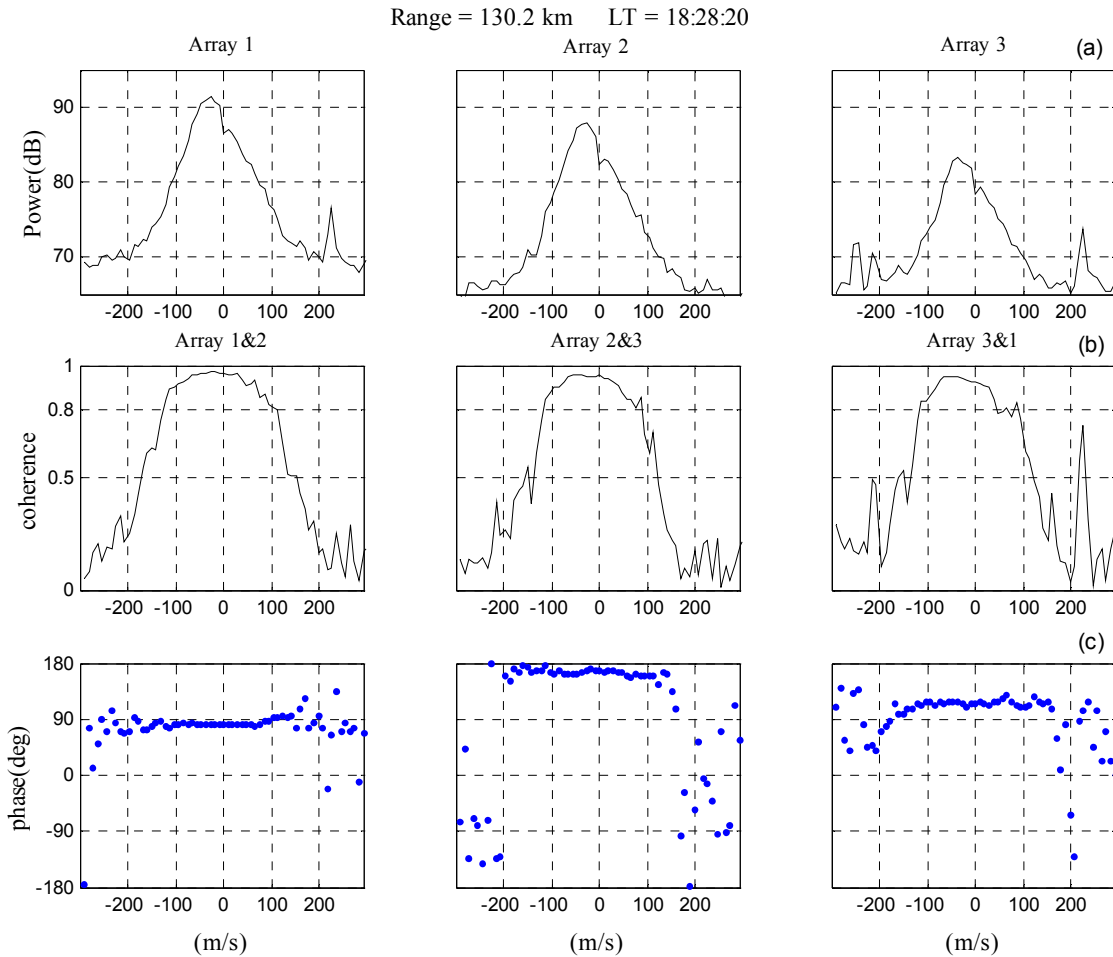 Range = 130.2 km LT = 18:28:20
Array 1 Array 2 Array 3 (a)
Power(dB)
90
80
70
-200 -100 0 100 200 -200 -100 0 100 200 -200 -100 0 100 200
Array 1&2 Array 2&3 Array 3&1 (b)
coherence
1
0.8
0.5
0
-200 -100 0 100 200 -200 -100 0 100 200 -200 -100 0 100 200
(c)
phase(deg)
180
90
0
-90
-180
-200 -100 0 100 200 -200 -100 0 100 200 -200 -100 0 100 200
(m/s) (m/s) (m/s)